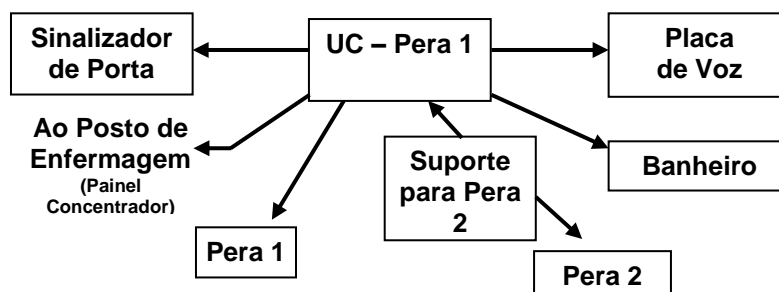 Sinalizador
de Porta
UC – Pera 1
Placa
de Voz
Ao Posto de
Enfermagem
(Painel
Concentrador)
Suporte
para Pera
2
Banheiro
Pera 1
Pera 2